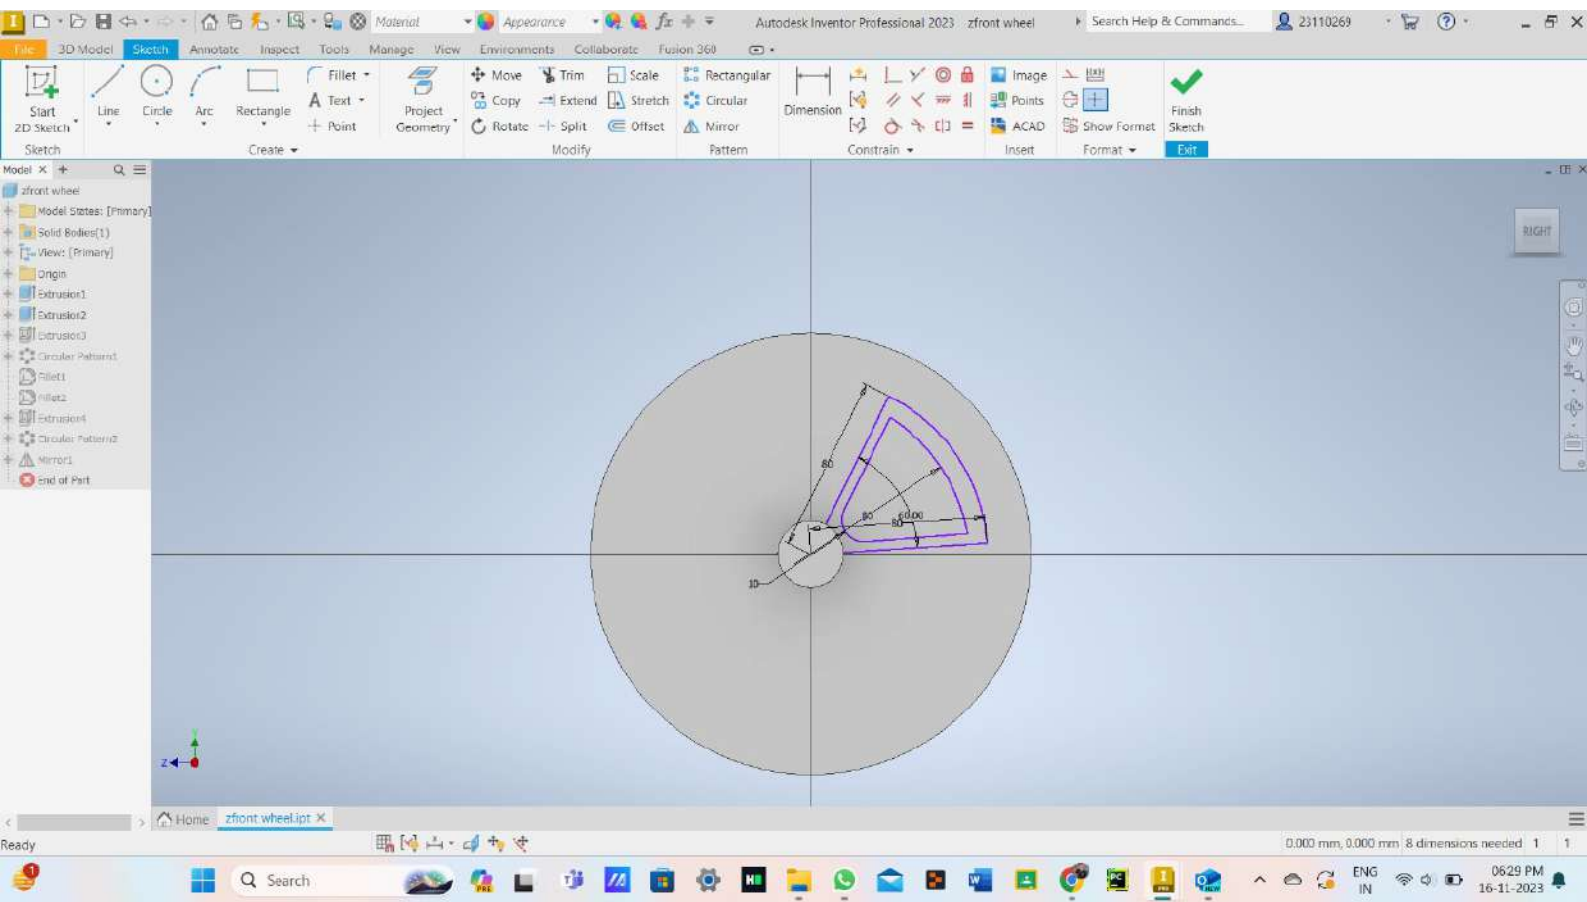 Material
Appearance
fx
Autodesk Inventor Professional 2023 zfront wheel
Search Help & Commands...
23110269
File 3D Model Sketch Annotate Inspect Tools Manage View Environments Collaborate Fusion 360
Start 2D Sketch
Line
Circle
Arc
Rectangle
Fillet
Text
Point
Project Geometry
Move
Trim
Scale
Copy
Extend
Stretch
Rotate
Split
Offset
Rectangular
Circular
Mirror
Dimension
Image
Points
ACAD
Show Format
Finish Sketch
Sketch
Create
Modify
Pattern
Constrain
Insert
Format
Exit
Model
zfront wheel
Model States: [Primary]
Solid Bodies(1)
View: [Primary]
Origin
Extrusion1
Extrusion2
Extrusion3
Circular Pattern1
Fillet1
Fillet2
Extrusion4
Circular Pattern2
Mirror1
End of Part
RIGHT
80
80
60.00
80
10
Y
Z
Home
zfront wheel.ipt
Ready
0.000 mm, 0.000 mm 8 dimensions needed 1 1
1
Search
ENG
IN
06:29 PM
16-11-2023